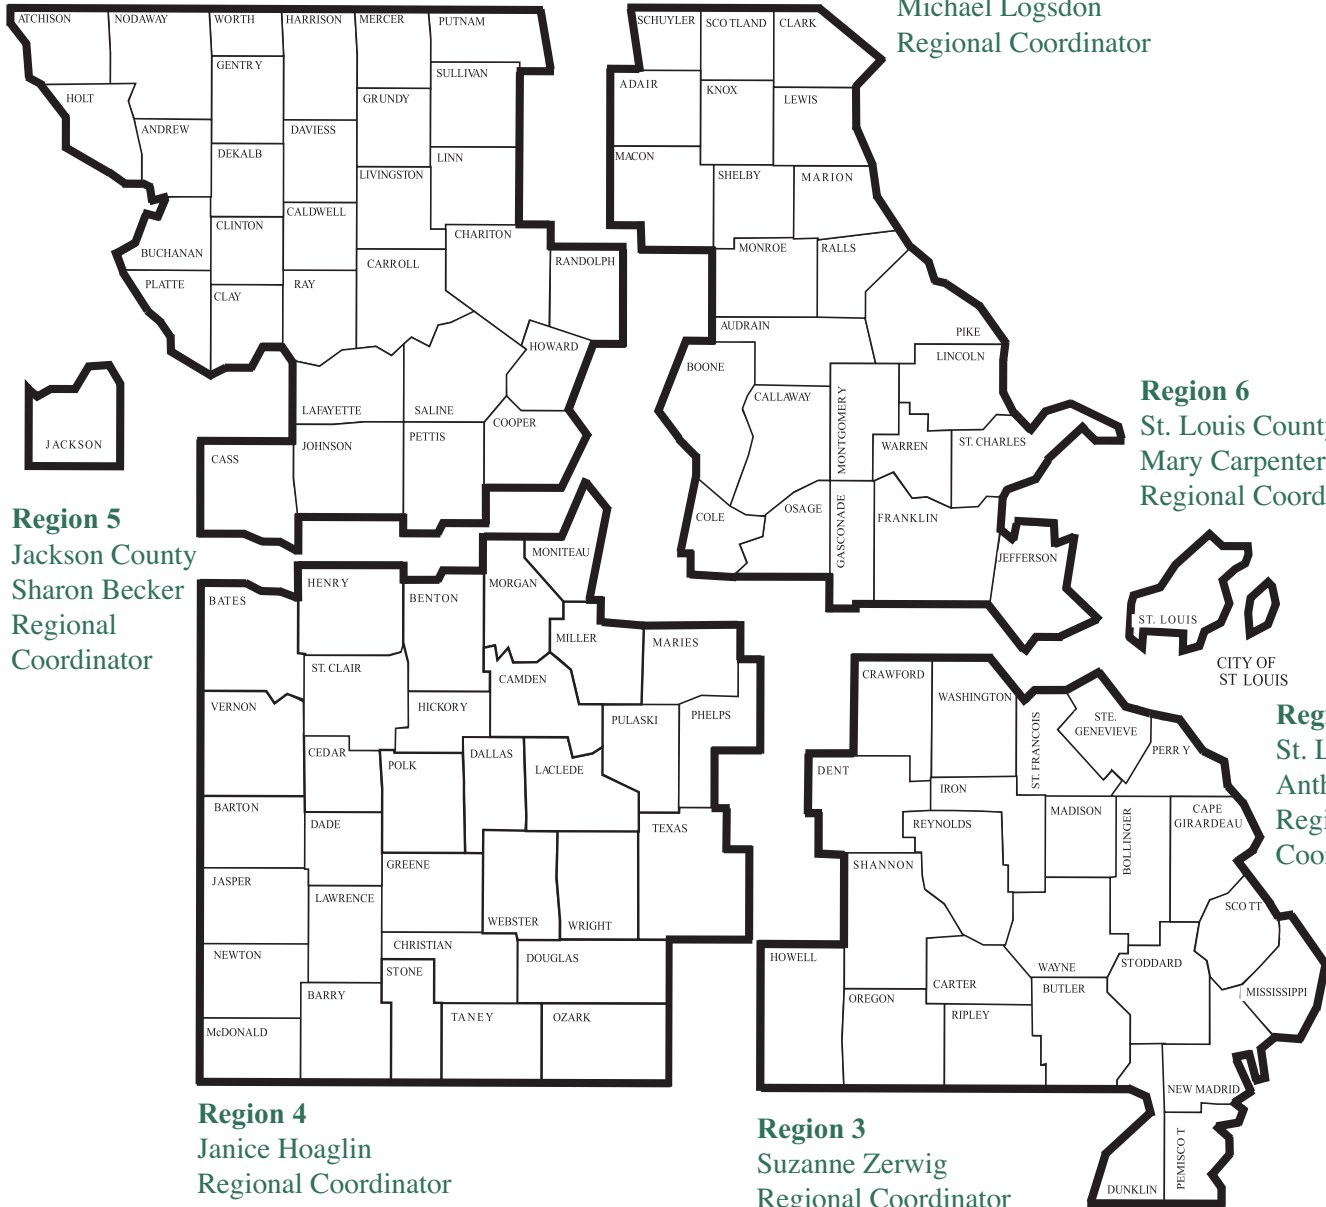 Michael Logsdon
Regional Coordinator
ATCHISON
NODAWAY
WORTH
HARRISON
MERCER
PUTNAM
GENTRY
SULLIVAN
HOLT
GRUNDY
ANDREW
DAVIESS
DEKALB
LINN
LIVINGSTON
CALDWELL
CLINTON
CHARITON
BUCHANAN
CARROLL
RANDOLPH
PLATTE
CLAY
RAY
HOWARD
LAFAYETTE
SALINE
COOPER
JOHNSON
PETTIS
CASS
JACKSON
SCHUYLER
SCOTLAND
CLARK
ADAIR
KNOX
LEWIS
MACON
SHELBY
MARION
MONROE
RALLS
AUDRAIN
PIKE
BOONE
LINCOLN
CALLAWAY
MONTGOMERY
WARREN
ST. CHARLES
COLE
OSAGE
GASCONADE
FRANKLIN
JEFFERSON
Region 6
St. Louis County
Mary Carpenter
Regional Coord
Region 5
Jackson County
Sharon Becker
Regional
Coordinator
MONITEAU
HENRY
MORGAN
BATES
BENTON
MILLER
MARIES
ST. CLAIR
CAMDEN
VERNON
HICKORY
PULASKI
PHELPS
CEDAR
POLK
DALLAS
LACLEDE
BARTON
DADE
TEXAS
GREENE
JASPER
LAWRENCE
WEBSTER
WRIGHT
NEWTON
CHRISTIAN
STONE
DOUGLAS
BARRY
McDONALD
TANEY
OZARK
ST. LOUIS
CITY OF
ST LOUIS
Reg
St. L
Anth
Regi
Coo
CRAWFORD
WASHINGTON
ST. FRANCOIS
STE.
GENEVIEVE
PERRY
DENT
IRON
MADISON
BOLLINGER
CAPE
GIRARDEAU
REYNOLDS
SHANNON
SCOTT
HOWELL
WAYNE
STODDARD
OREGON
CARTER
BUTLER
MISSISSIPPI
RIPLEY
NEW MADRID
PEMISCOT
DUNKLIN
Region 4
Janice Hoaglin
Regional Coordinator
Region 3
Suzanne Zerwig
Regional Coordinator